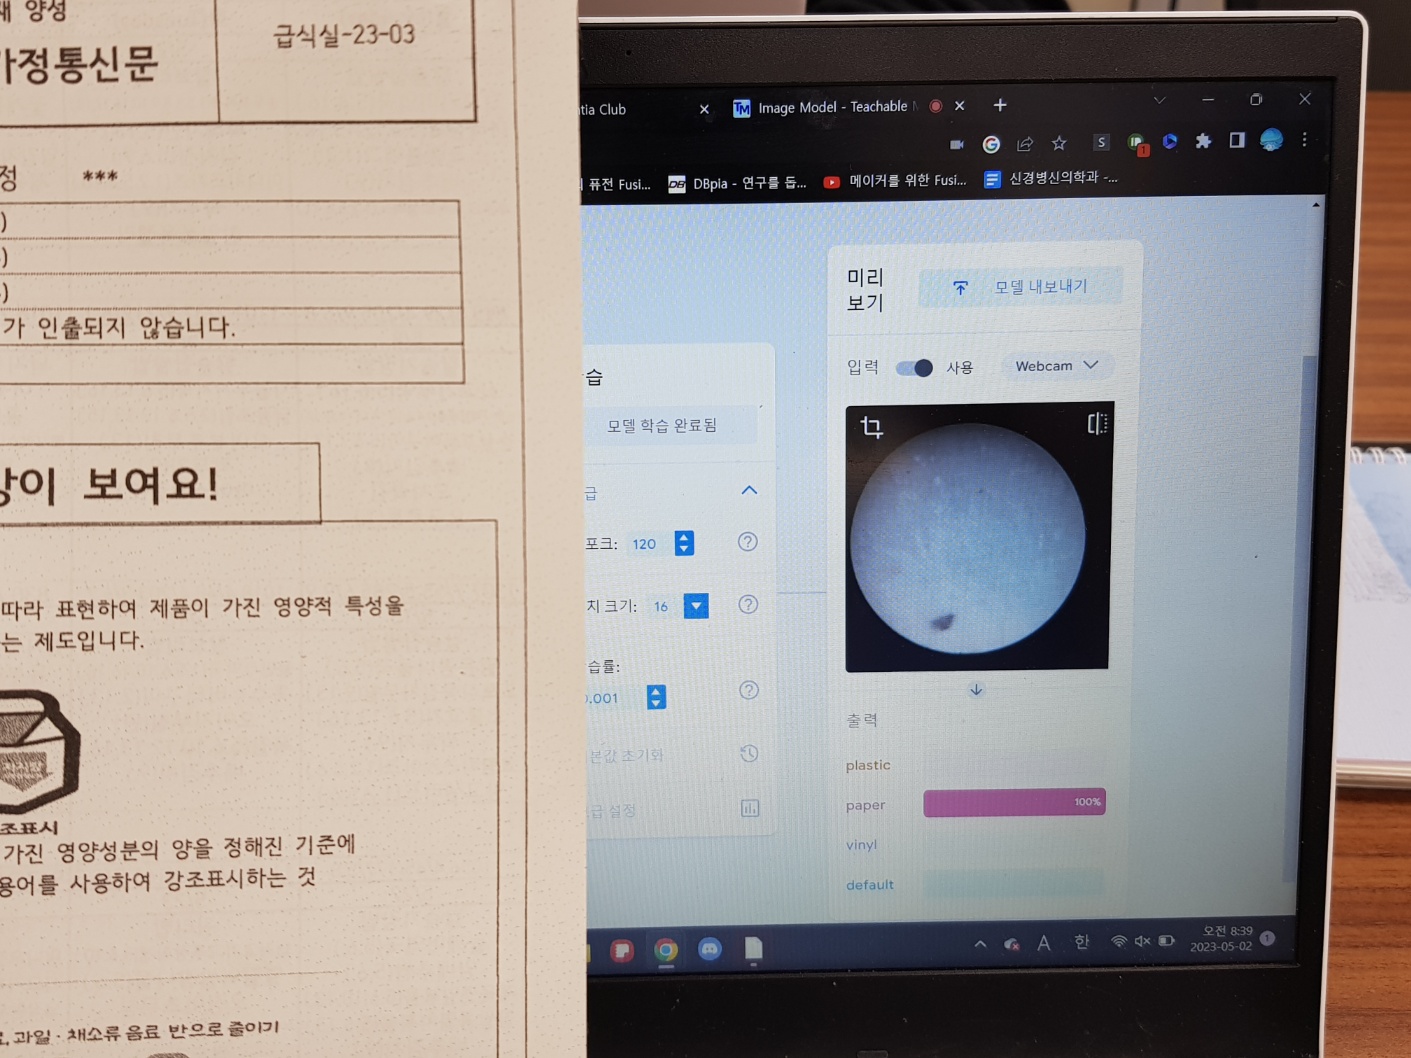 양성
가정통신문
급식실-23-03
정 ***
)
)
)
가 인출되지 않습니다.
이 보여요!
따라 표현하여 제품이 가진 영양적 특성을
는 제도입니다.
조표시
가진 영양성분의 양을 정해진 기준에
용어를 사용하여 강조표시하는 것
과일·채소류 음료 반으로 줄이기
tia Club
TM Image Model - Teachable
S
1
퓨전 Fusi...
DB DBpia - 연구를 돕...
메이커를 위한 Fusi...
신경병신의학과 -...
미리
보기
모델 내보내기
입력 사용 Webcam
습
모델 학습 완료됨
급
포크: 120
치 크기: 16
습률:
.001
본값 초기화
급 설정
출력
plastic
paper 100%
vinyl
default
A 한
오전 8:39
2023-05-02
1